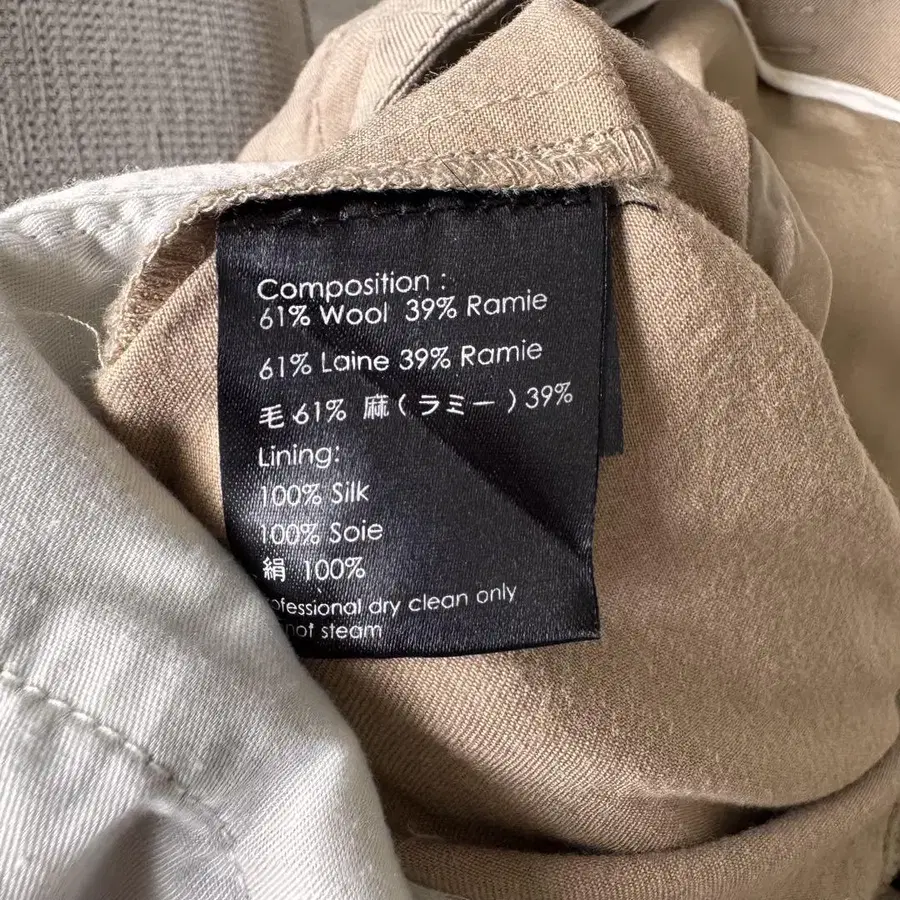 Composition :
61% Wool 39% Ramie
61% Laine 39% Ramie
毛 61% 麻 ( ラミー ) 39%
Lining:
100% Silk
100% Soie
絹 100%
dry clean only
steam